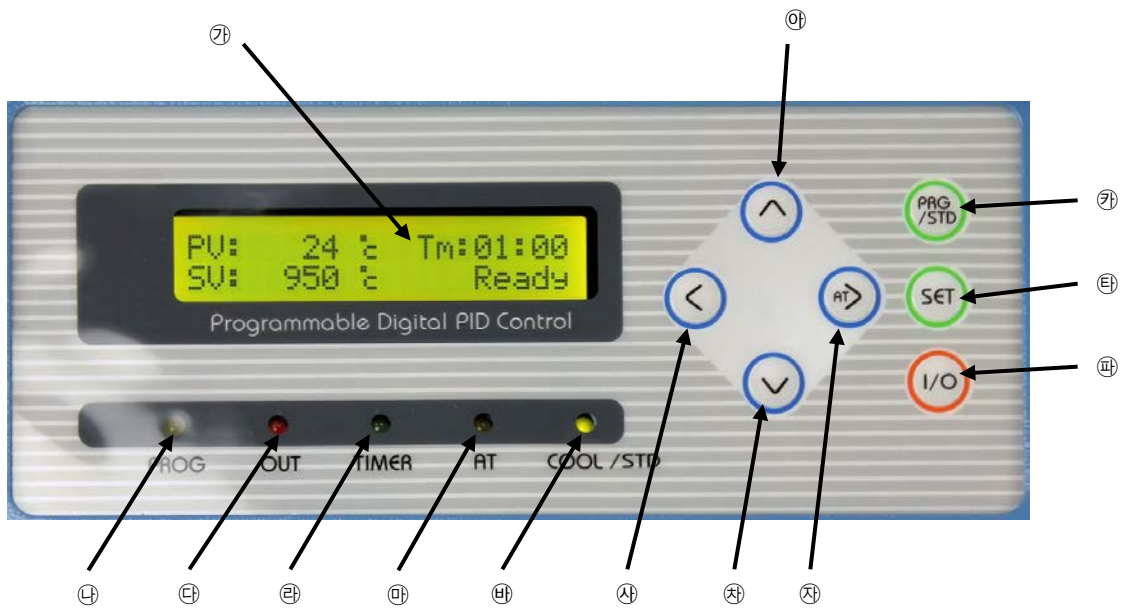 ㉮
㉵
PV: 24 ℃ Tm:01:00
SV: 950 ℃ Ready
Programmable Digital PID Control
PROG OUT TIMER AT COOL /STD
AT
PRG
/STD
㉸
SET
㉹
I/O
㉺
㉯ ㉰ ㉱ ㉲ ㉳ ㉴ ㉷ ㉶